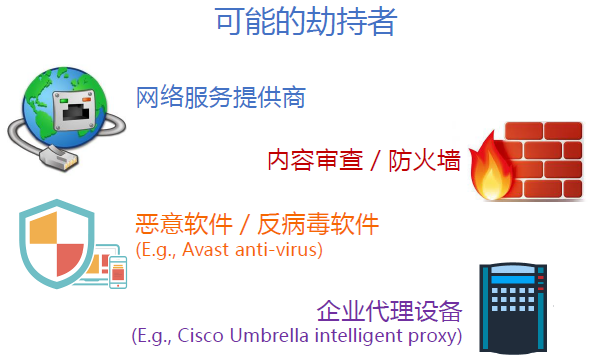 可能的劫持者
网络服务提供商
内容审查 / 防火墙
恶意软件 / 反病毒软件
(E.g., Avast anti-virus)
企业代理设备
(E.g., Cisco Umbrella intelligent proxy)